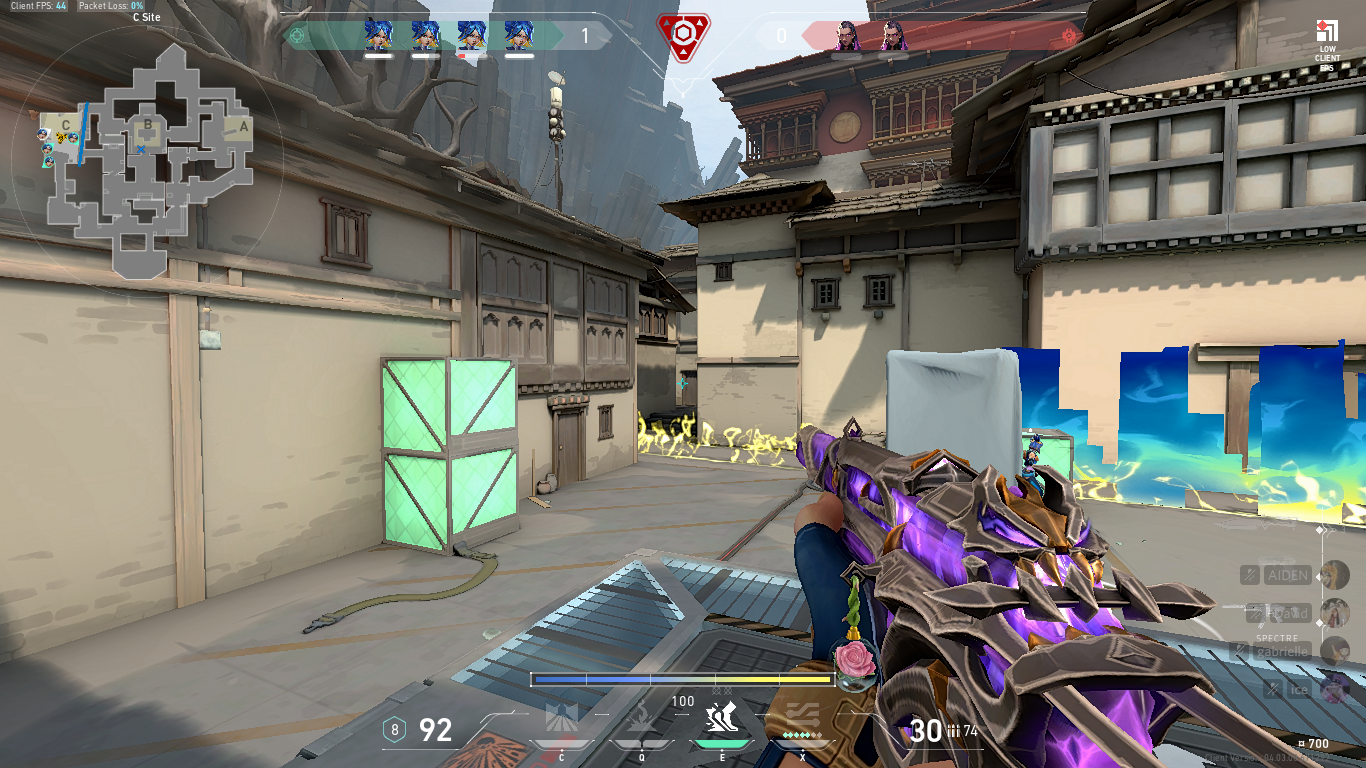 Client FPS: 44 Packet Loss: 0%
C Site
1
0
LOW
CLIENT
FPS
C
B
A
AIDEN
SPECTRE
gabrielle
ice
100
8 92
30 74
C Q E X
¤ 700